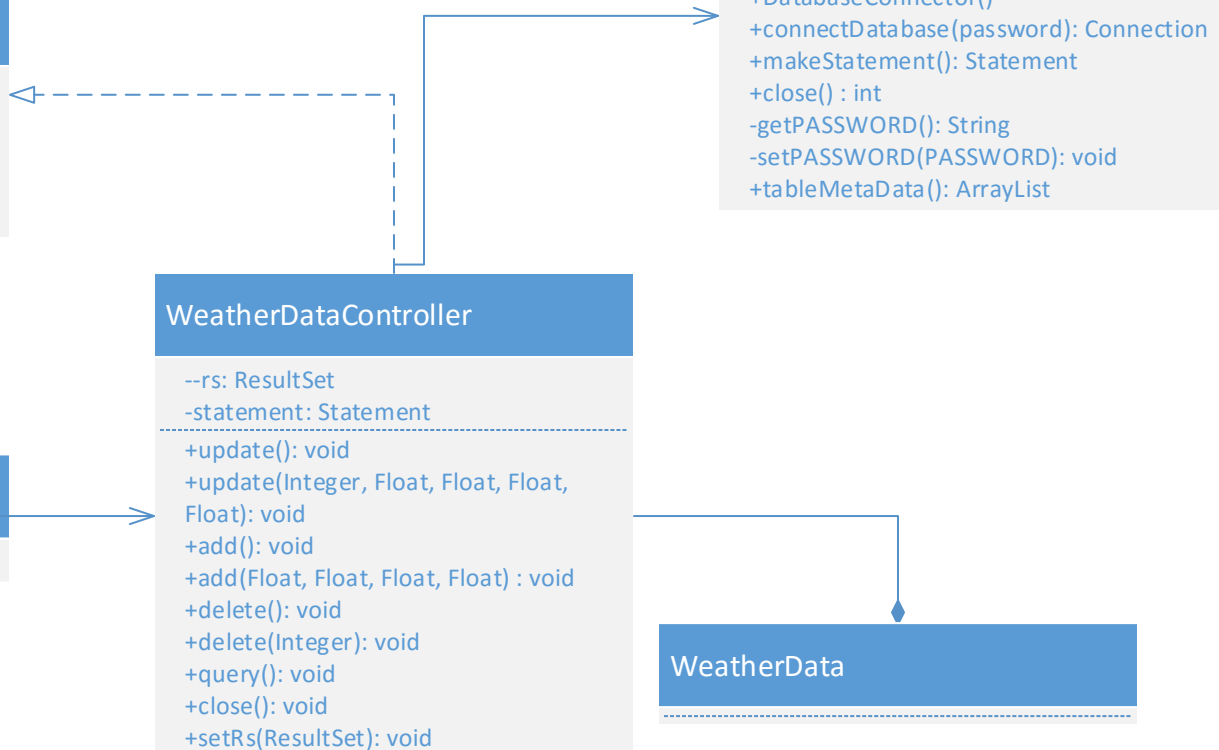 +DatabaseConnector()
+connectDatabase(password): Connection
+makeStatement(): Statement
+close() : int
-getPASSWORD(): String
-setPASSWORD(PASSWORD): void
+tableMetaData(): ArrayList
WeatherDataController
--rs: ResultSet
-statement: Statement
+update(): void
+update(Integer, Float, Float, Float,
Float): void
+add(): void
+add(Float, Float, Float, Float) : void
+delete(): void
+delete(Integer): void
+query(): void
+close(): void
+setRs(ResultSet): void
WeatherData